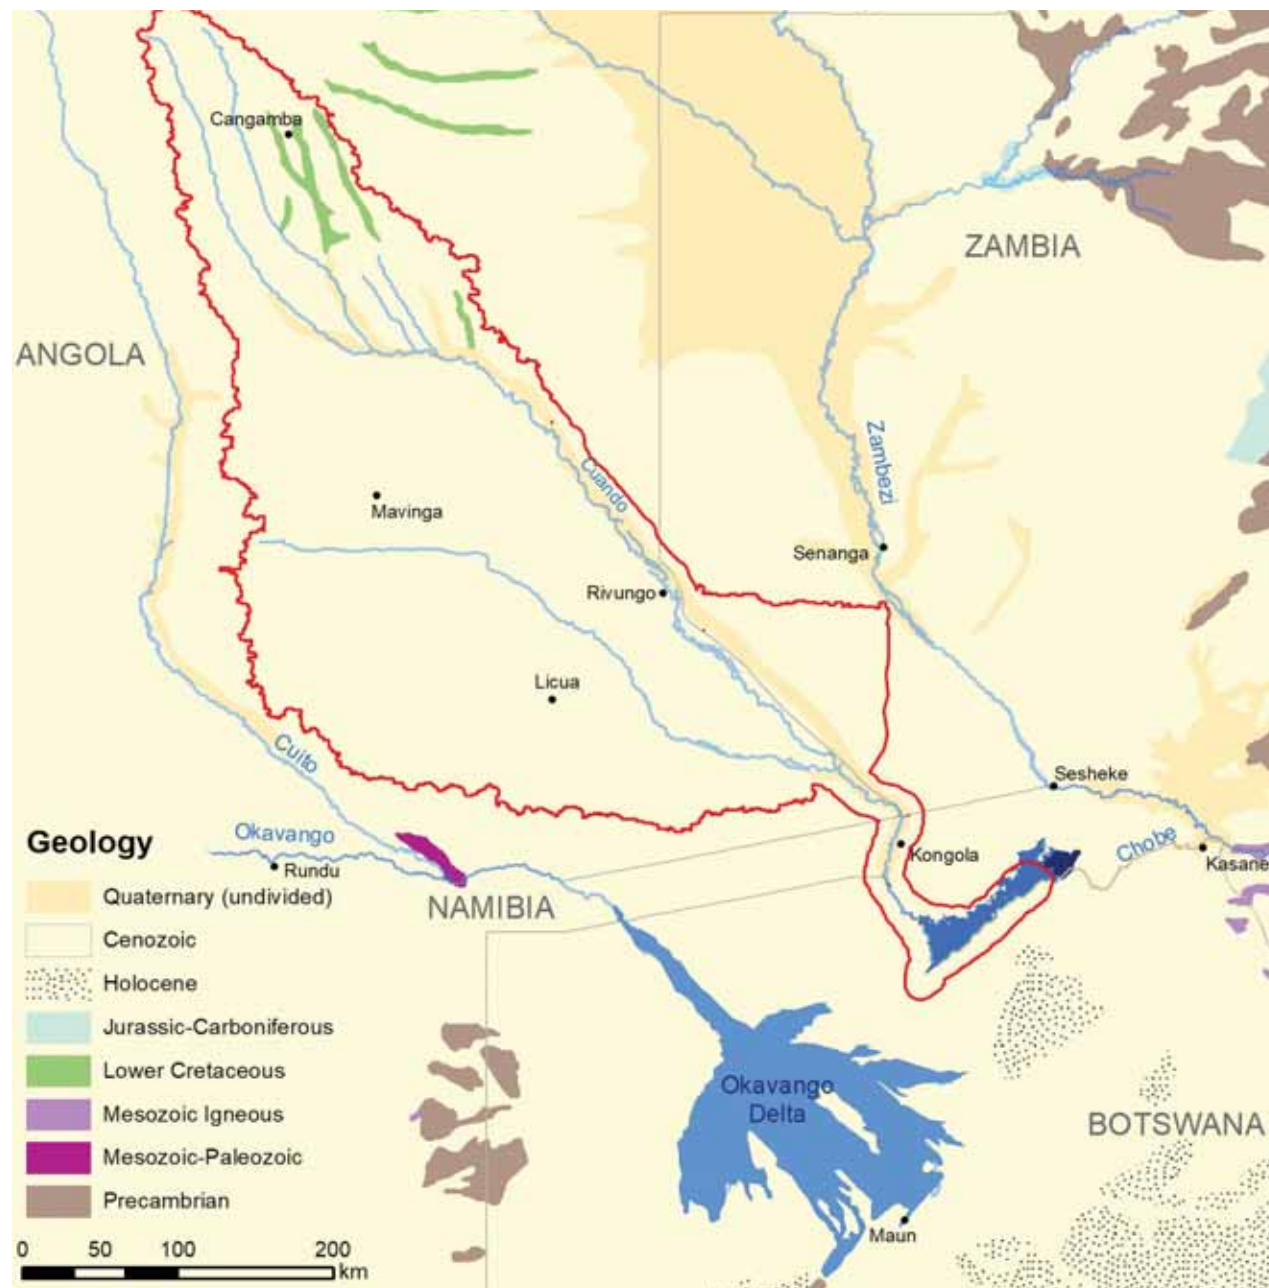 Cangamba
ZAMBIA
ANGOLA
Zambezi
Cuando
Mavinga
Senanga
Rivungo
Licua
Cuito
Sesheke
Okavango
Chobe
Rundu
Kongola
Kasane
NAMIBIA
Geology
Quaternary (undivided)
Cenozoic
Holocene
Jurassic-Carboniferous
Lower Cretaceous
Mesozoic Igneous
Mesozoic-Paleozoic
Precambrian
Okavango
Delta
BOTSWANA
Maun
0 50 100 200
km